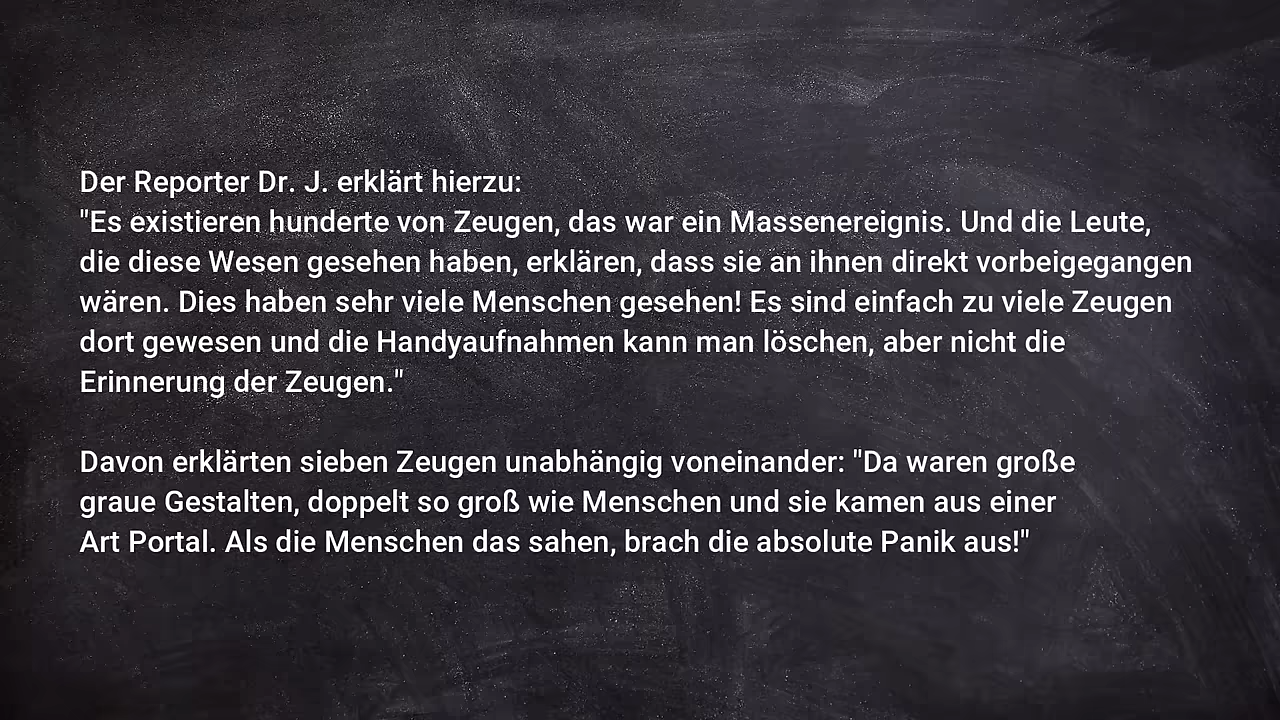 Der Reporter Dr. J. erklärt hierzu:
"Es existieren hunderte von Zeugen, das war ein Massenereignis. Und die Leute,
die diese Wesen gesehen haben, erklären, dass sie an ihnen direkt vorbeigegangen
wären. Dies haben sehr viele Menschen gesehen! Es sind einfach zu viele Zeugen
dort gewesen und die Handyaufnahmen kann man löschen, aber nicht die
Erinnerung der Zeugen."
Davon erklärten sieben Zeugen unabhängig voneinander: "Da waren große
graue Gestalten, doppelt so groß wie Menschen und sie kamen aus einer
Art Portal. Als die Menschen das sahen, brach die absolute Panik aus!"